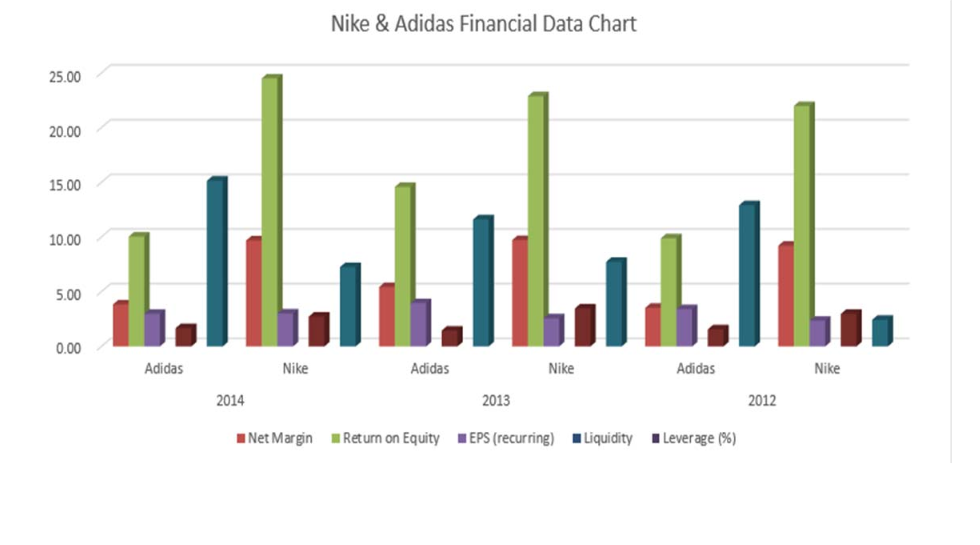 Nike & Adidas Financial Data Chart
25.00
20.00
15.00
10.00
5.00
0.00
Adidas Nike Adidas Nike Adidas Nike
2014 2013 2012
Net Margin Return on Equity EPS (recurring) Liquidity Leverage (%)